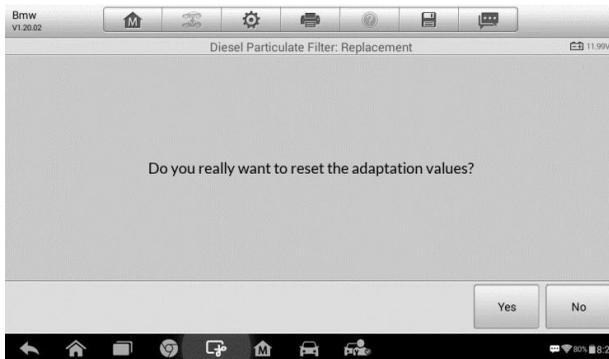 Bmw
V1.20.02
Diesel Particulate Filter: Replacement
11.99V
Do you really want to reset the adaptation values?
Yes
No
80%